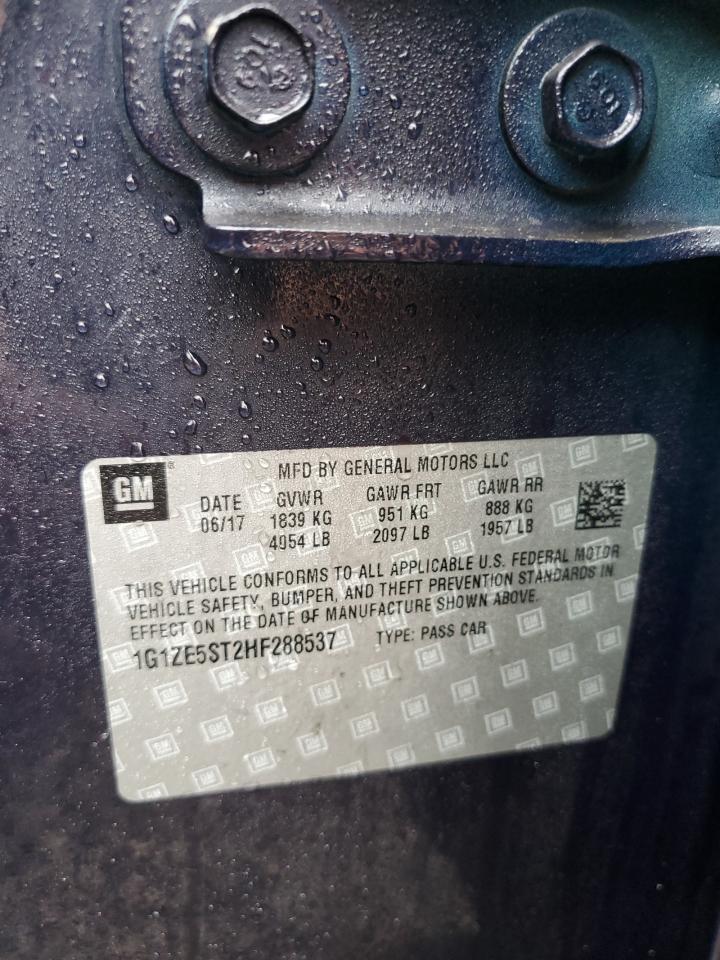 GM
MFD BY GENERAL MOTORS LLC
DATE GVWR GAWR FRT GAWR RR
06/17 1839 KG 951 KG 888 KG
4054 LB 2097 LB 1957 LB
THIS VEHICLE CONFORMS TO ALL APPLICABLE U.S. FEDERAL MOTOR
VEHICLE SAFETY, BUMPER, AND THEFT PREVENTION STANDARDS IN
EFFECT ON THE DATE OF MANUFACTURE SHOWN ABOVE.
1G1ZE5ST2HF288537 TYPE: PASS CAR